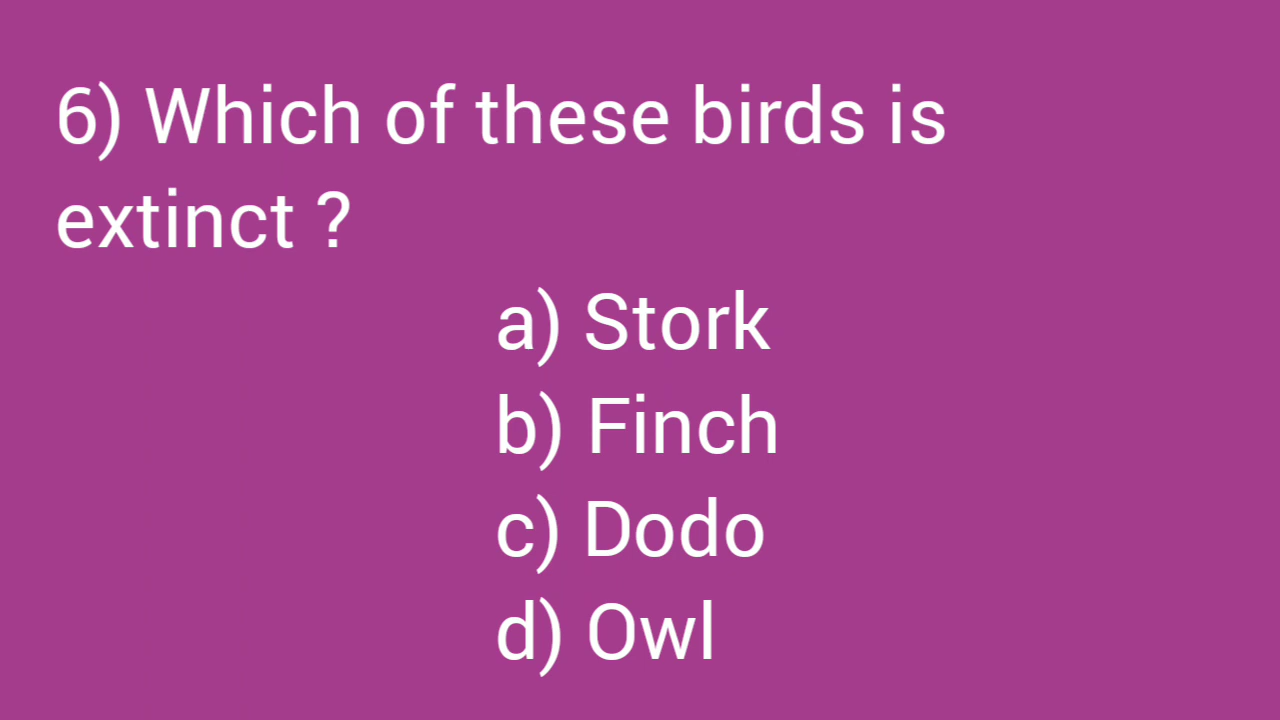 6) Which of these birds is
extinct ?
a) Stork
b) Finch
c) Dodo
d) Owl